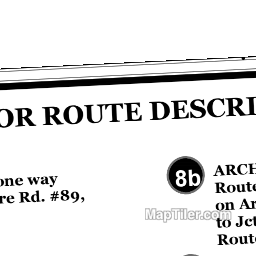 OR ROUTE DESCRI
one way
re Rd. #89,
8b
ARCH
Route
on Ar
to Jct
Route
MapTiler.com